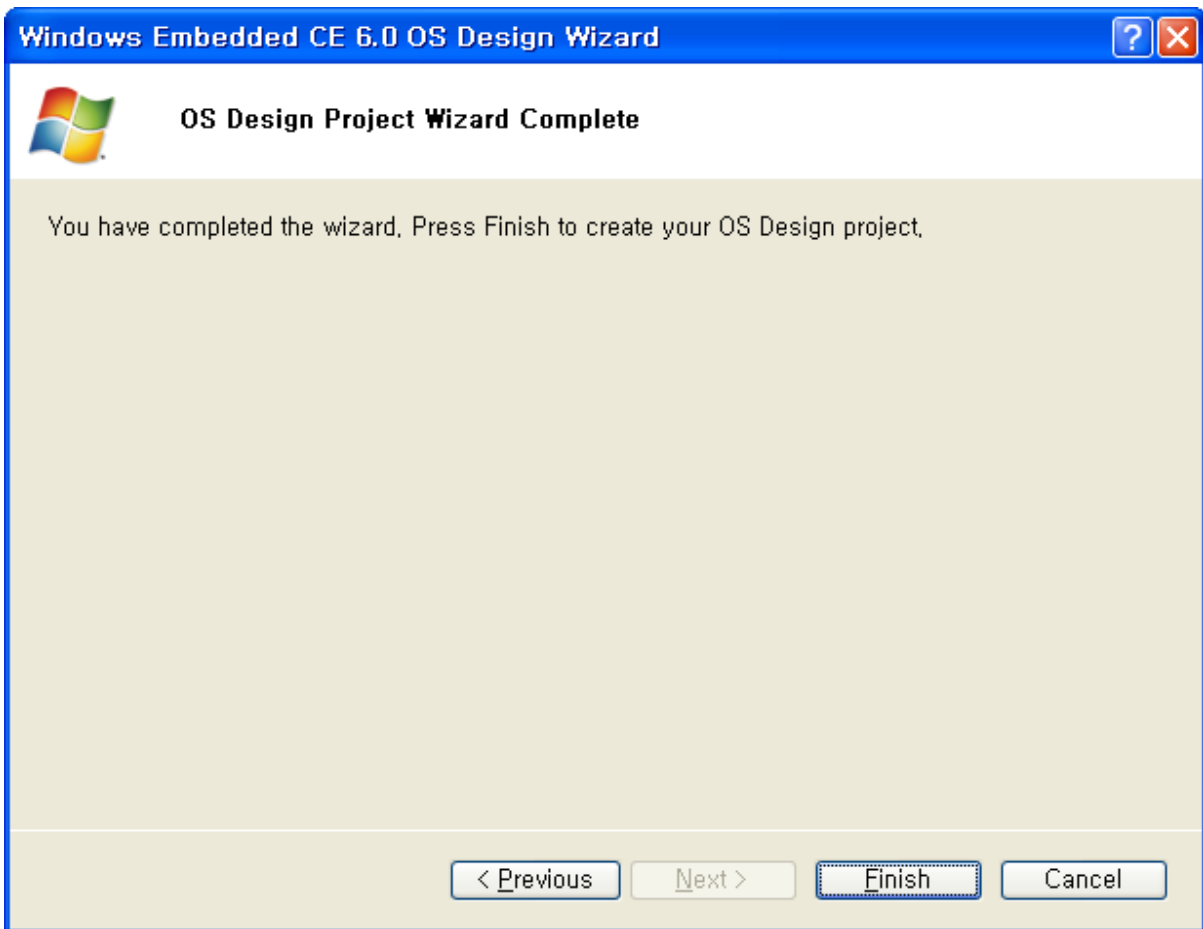 Windows Embedded CE 6.0 OS Design Wizard
OS Design Project Wizard Complete
You have completed the wizard, Press Finish to create your OS Design project,
< Previous
Next >
Finish
Cancel